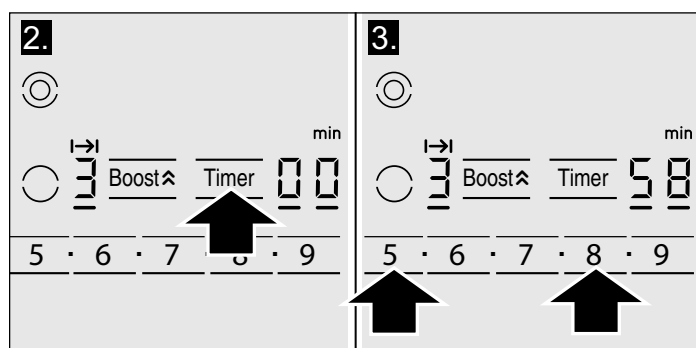 2.
min
3 Boost Timer 00
5 · 6 · 7 · 8 · 9
3.
min
3 Boost Timer 58
5 · 6 · 7 · 8 · 9